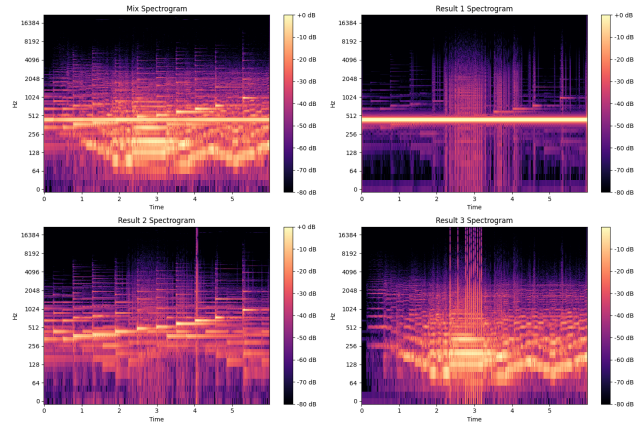 Mix Spectrogram
16384
8192
4096
2048
1024
512
256
128
64
0
Hz
0
1
2
3
4
5
Time
+0 dB
-10 dB
-20 dB
-30 dB
-40 dB
-50 dB
-60 dB
-70 dB
-80 dB
Result 1 Spectrogram
16384
8192
4096
2048
1024
512
256
128
64
0
Hz
0
1
2
3
4
5
Time
+0 dB
-10 dB
-20 dB
-30 dB
-40 dB
-50 dB
-60 dB
-70 dB
-80 dB
Result 2 Spectrogram
16384
8192
4096
2048
1024
512
256
128
64
0
Hz
0
1
2
3
4
5
Time
+0 dB
-10 dB
-20 dB
-30 dB
-40 dB
-50 dB
-60 dB
-70 dB
-80 dB
Result 3 Spectrogram
16384
8192
4096
2048
1024
512
256
128
64
0
Hz
0
1
2
3
4
5
Time
-10 dB
-20 dB
-30 dB
-40 dB
-50 dB
-60 dB
-70 dB
-80 dB